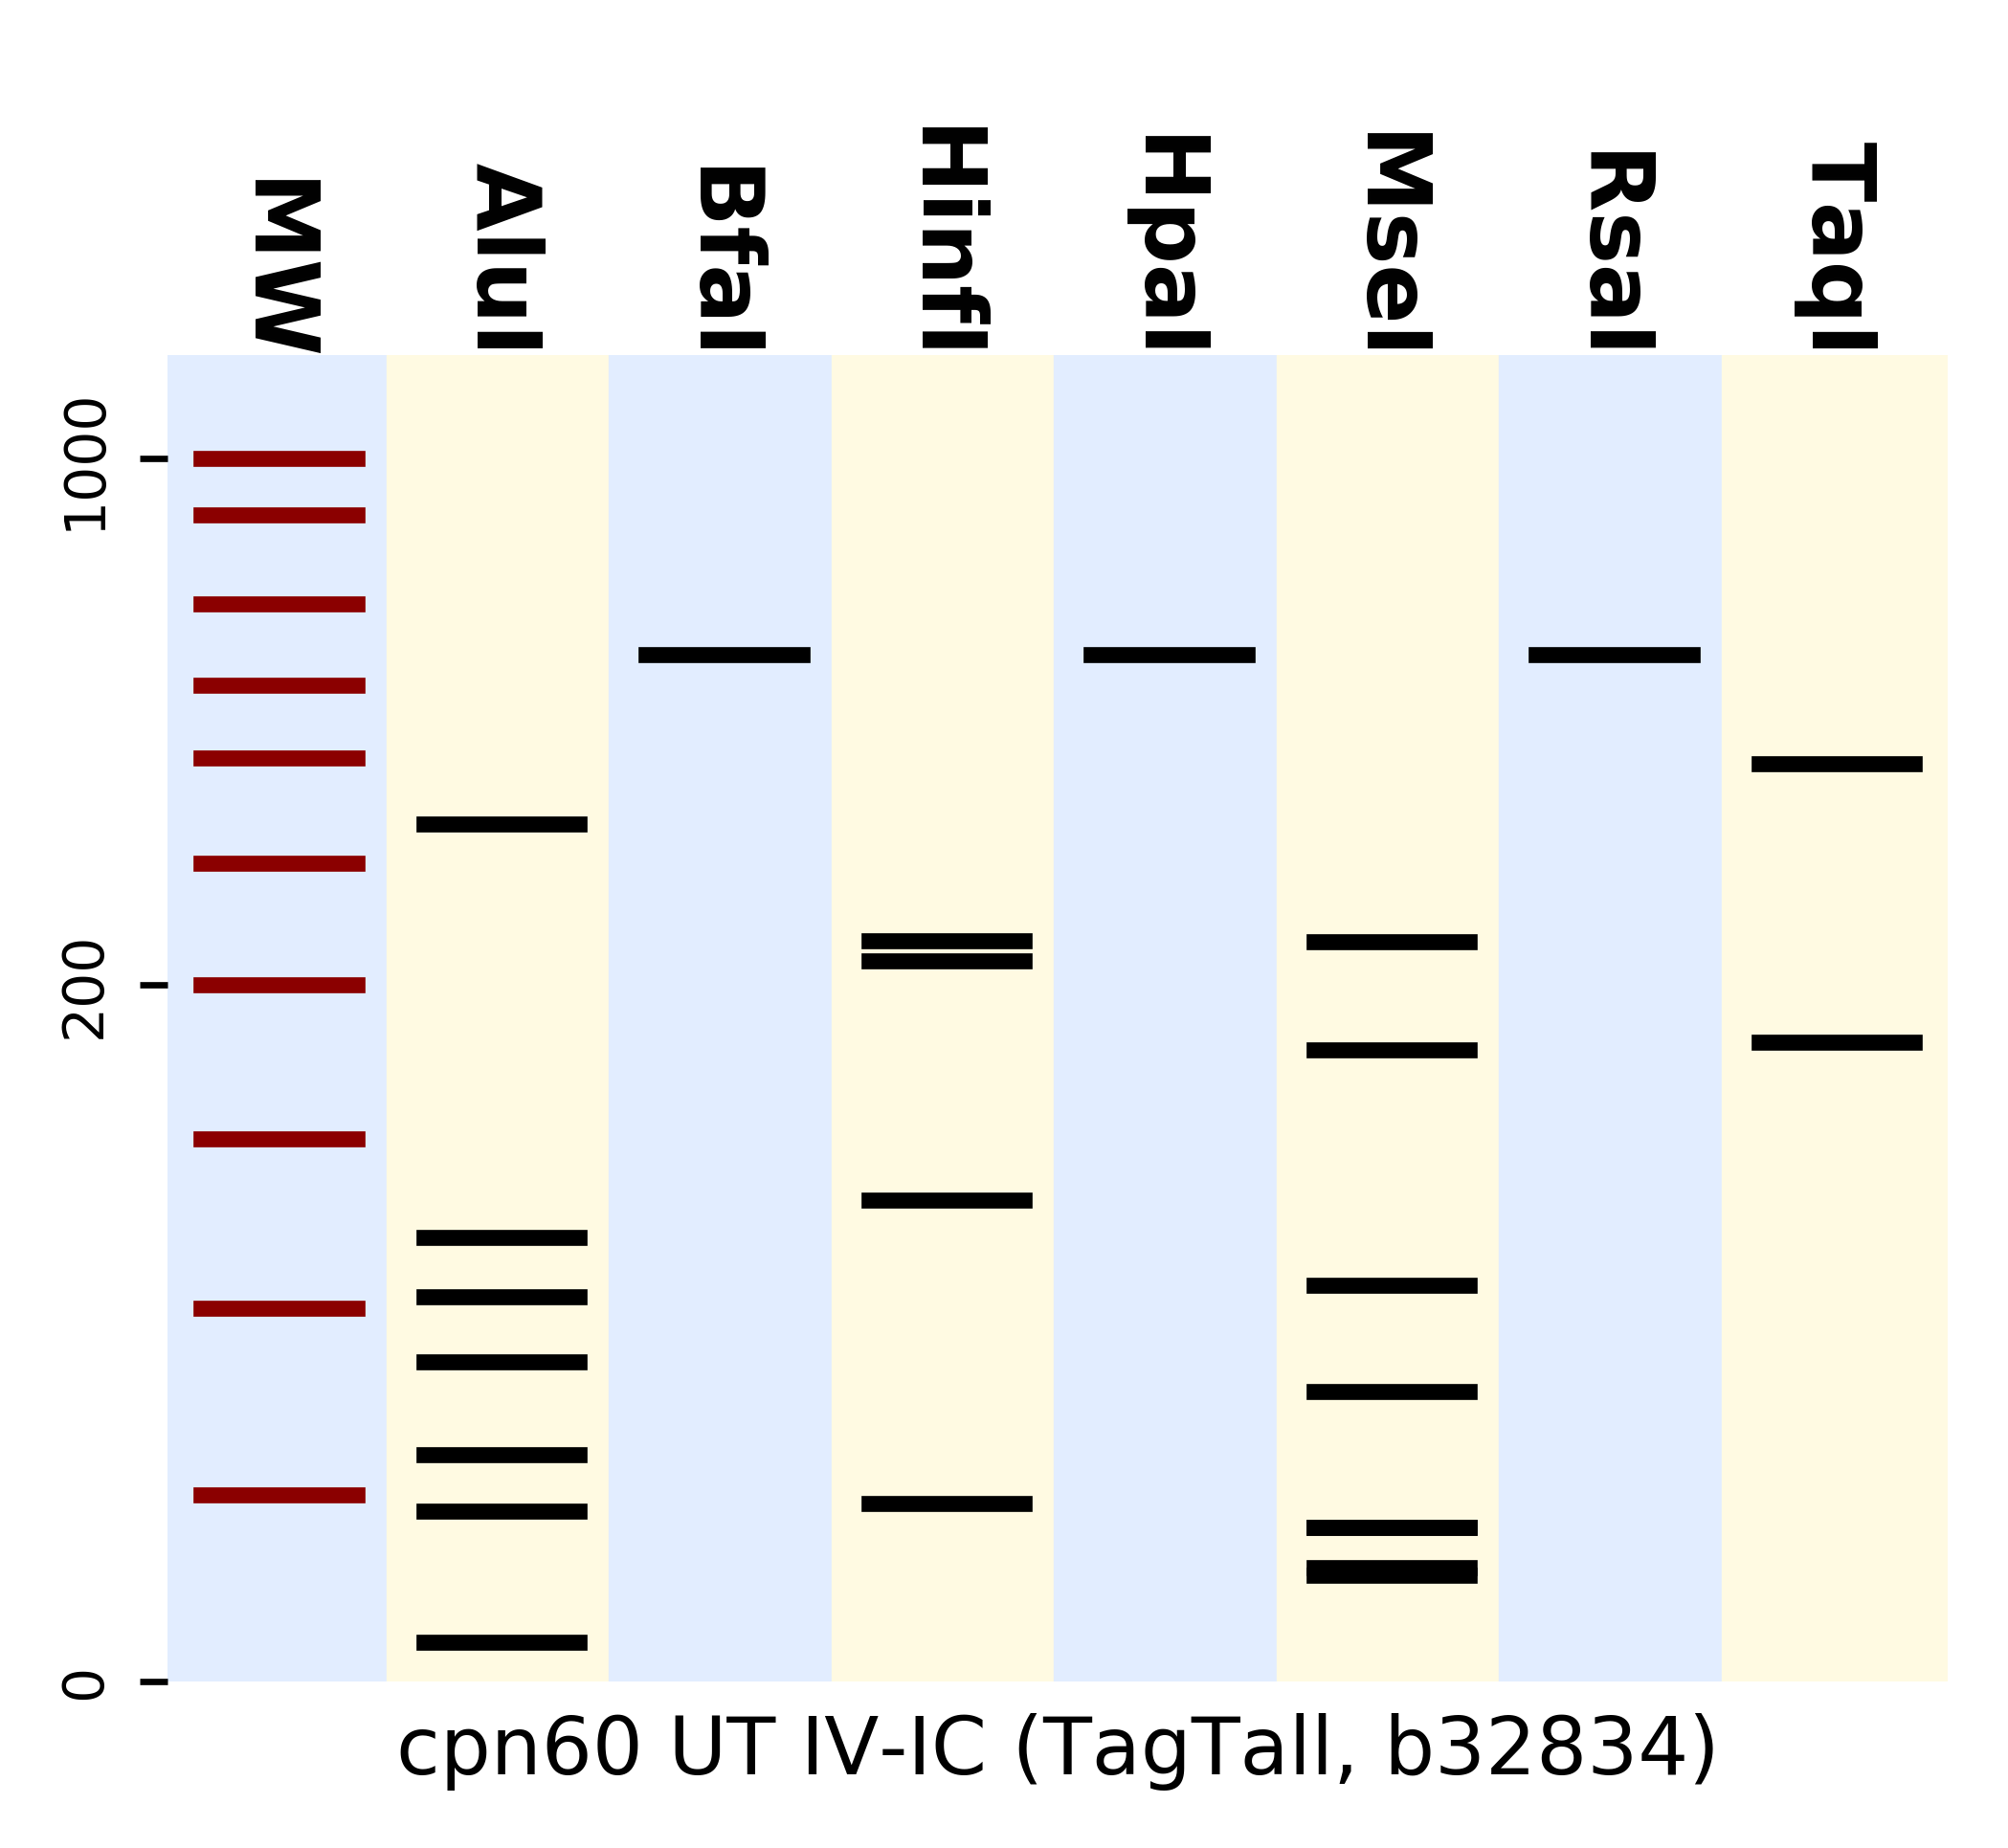 MW
AluI
BfaI
HinfI
HpaI
MseI
RsaI
TaqI
1000
200
0
cpn60 UT IV-IC (TagTall, b32834)